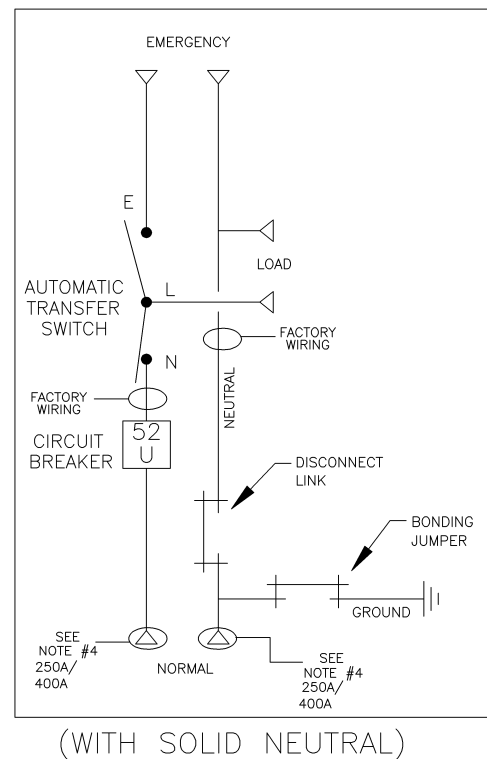 EMERGENCY
E
LOAD
L
AUTOMATIC
TRANSFER
SWITCH
FACTORY
WIRING
N
NEUTRAL
FACTORY
WIRING
CIRCUIT
BREAKER
52
U
DISCONNECT
LINK
BONDING
JUMPER
GROUND
SEE
NOTE #4
250A/
400A
NORMAL
SEE
NOTE #4
250A/
400A
(WITH SOLID NEUTRAL)